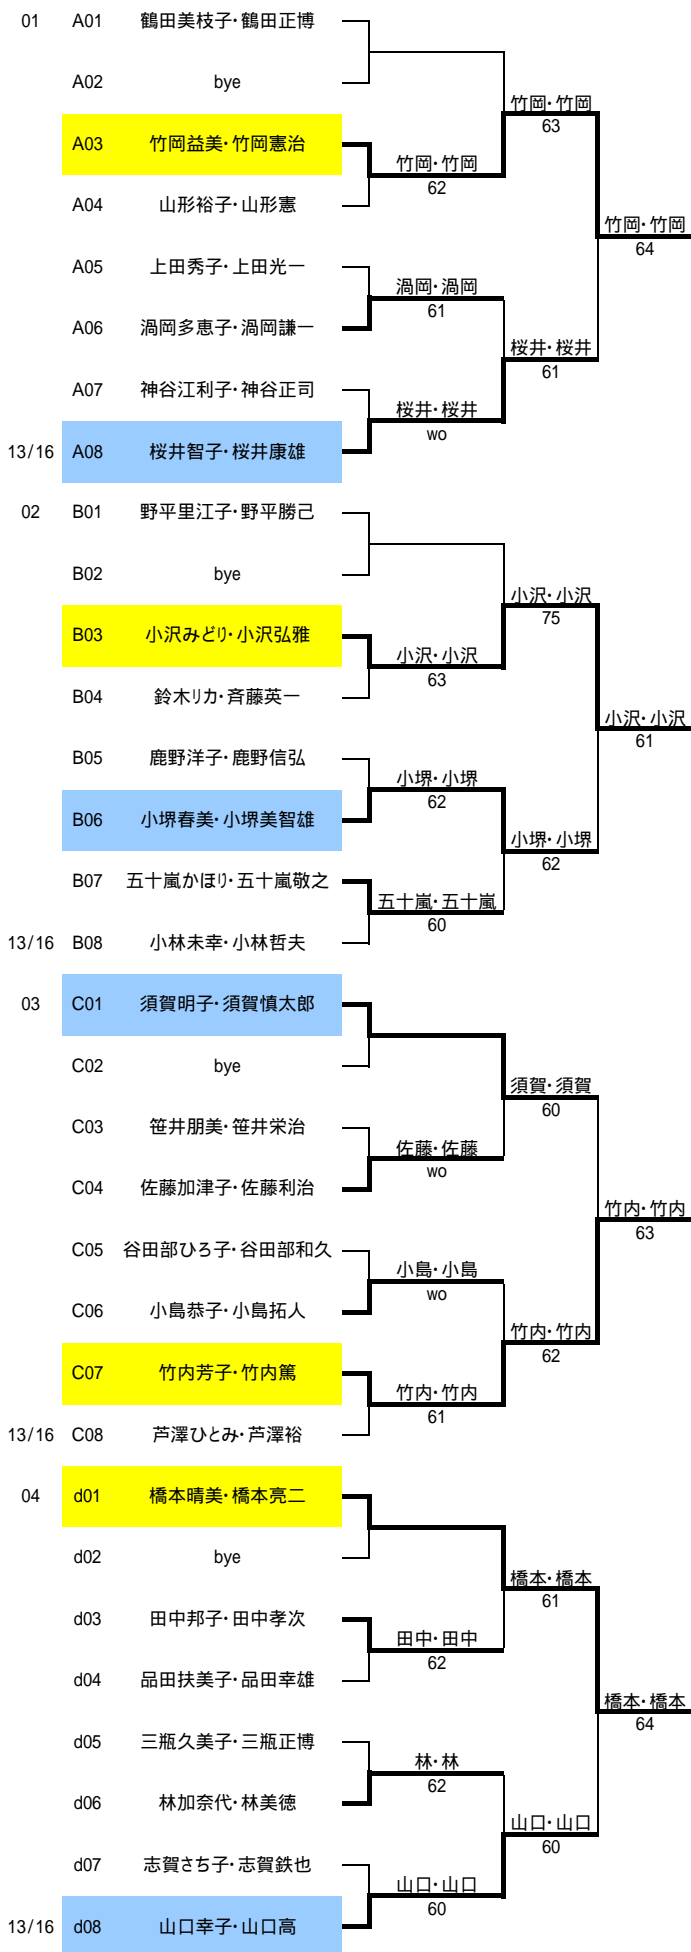 01 A01 鶴田美枝子・鶴田正博
A02 bye
竹岡・竹岡
63
A03 竹岡益美・竹岡憲治
竹岡・竹岡
62
A04 山形裕子・山形憲
竹岡・竹岡
64
A05 上田秀子・上田光一
渦岡・渦岡
61
A06 渦岡多恵子・渦岡謙一
桜井・桜井
61
A07 神谷江利子・神谷正司
桜井・桜井
wo
13/16 A08 桜井智子・桜井康雄
02 B01 野平里江子・野平勝己
B02 bye
小沢・小沢
75
B03 小沢みどり・小沢弘雅
小沢・小沢
63
B04 鈴木リカ・斉藤英一
小沢・小沢
61
B05 鹿野洋子・鹿野信弘
小堺・小堺
62
B06 小堺春美・小堺美智雄
小堺・小堺
62
B07 五十嵐かほり・五十嵐敬之
五十嵐・五十嵐
60
13/16 B08 小林未幸・小林哲夫
03 C01 須賀明子・須賀慎太郎
C02 bye
須賀・須賀
60
C03 笹井朋美・笹井栄治
佐藤・佐藤
wo
C04 佐藤加津子・佐藤利治
竹内・竹内
63
C05 谷田部ひろ子・谷田部和久
小島・小島
wo
C06 小島恭子・小島拓人
竹内・竹内
62
C07 竹内芳子・竹内篤
竹内・竹内
61
13/16 C08 芦澤ひとみ・芦澤裕
04 d01 橋本晴美・橋本亮二
d02 bye
橋本・橋本
61
d03 田中邦子・田中孝次
田中・田中
62
d04 品田扶美子・品田幸雄
橋本・橋本
64
d05 三瓶久美子・三瓶正博
林・林
62
d06 林加奈代・林美徳
山口・山口
60
d07 志賀さち子・志賀鉄也
山口・山口
60
13/16 d08 山口幸子・山口高